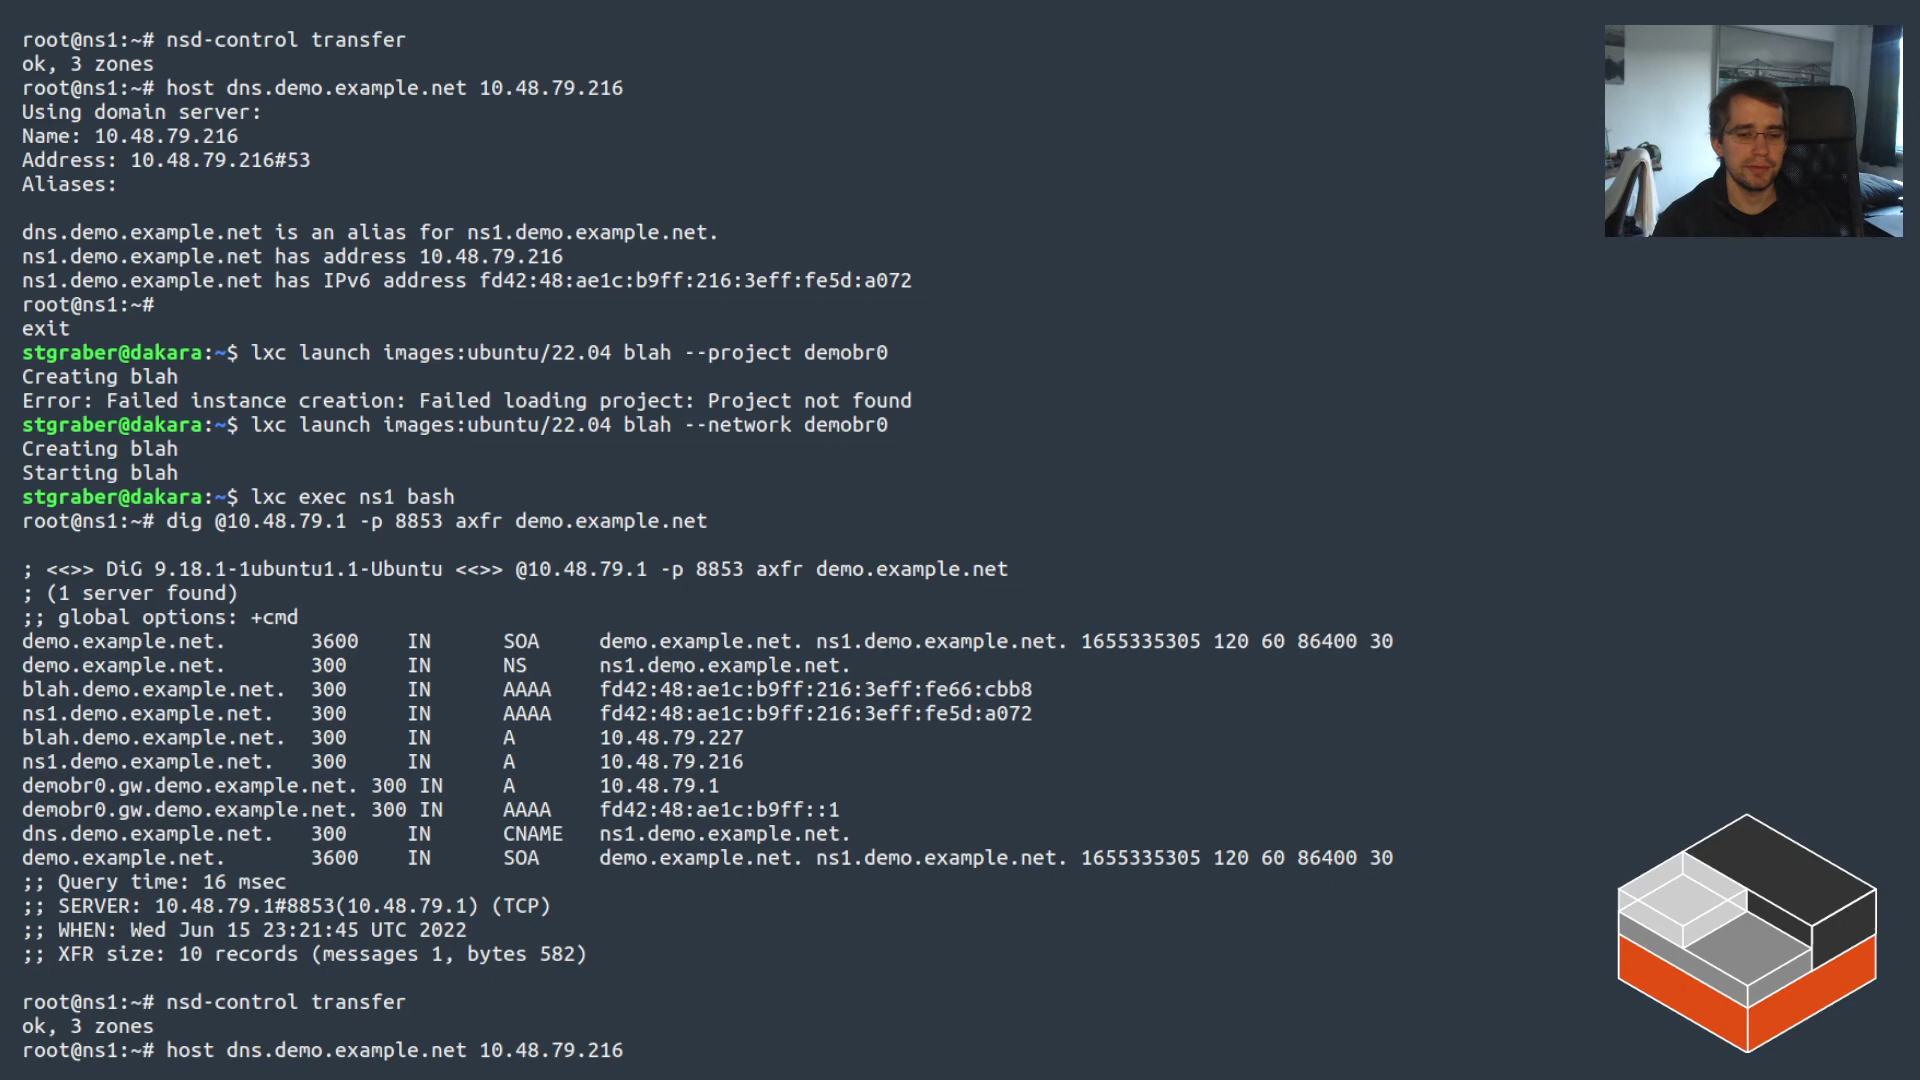 root@ns1:~# nsd-control transfer
ok, 3 zones
root@ns1:~# host dns.demo.example.net 10.48.79.216
Using domain server:
Name: 10.48.79.216
Address: 10.48.79.216#53
Aliases:
dns.demo.example.net is an alias for ns1.demo.example.net.
ns1.demo.example.net has address 10.48.79.216
ns1.demo.example.net has IPv6 address fd42:48:ae1c:b9ff:216:3eff:fe5d:a072
root@ns1:~#
exit
stgraber@dakara:~$ lxc launch images:ubuntu/22.04 blah --project demobr0
Creating blah
Error: Failed instance creation: Failed loading project: Project not found
stgraber@dakara:~$ lxc launch images:ubuntu/22.04 blah --network demobr0
Creating blah
Starting blah
stgraber@dakara:~$ lxc exec ns1 bash
root@ns1:~# dig @10.48.79.1 -p 8853 axfr demo.example.net
; <<>> DiG 9.18.1-1ubuntu1.1-Ubuntu <<>> @10.48.79.1 -p 8853 axfr demo.example.net
; (1 server found)
;; global options: +cmd
demo.example.net. 3600 IN SOA demo.example.net. ns1.demo.example.net. 1655335305 120 60 86400 30
demo.example.net. 300 IN NS ns1.demo.example.net.
blah.demo.example.net. 300 IN AAAA fd42:48:ae1c:b9ff:216:3eff:fe66:cbb8
ns1.demo.example.net. 300 IN AAAA fd42:48:ae1c:b9ff:216:3eff:fe5d:a072
blah.demo.example.net. 300 IN A 10.48.79.227
ns1.demo.example.net. 300 IN A 10.48.79.216
demobr0.gw.demo.example.net. 300 IN A 10.48.79.1
demobr0.gw.demo.example.net. 300 IN AAAA fd42:48:ae1c:b9ff::1
dns.demo.example.net. 300 IN CNAME ns1.demo.example.net.
demo.example.net. 3600 IN SOA demo.example.net. ns1.demo.example.net. 1655335305 120 60 86400 30
;; Query time: 16 msec
;; SERVER: 10.48.79.1#8853(10.48.79.1) (TCP)
;; WHEN: Wed Jun 15 23:21:45 UTC 2022
;; XFR size: 10 records (messages 1, bytes 582)
root@ns1:~# nsd-control transfer
ok, 3 zones
root@ns1:~# host dns.demo.example.net 10.48.79.216